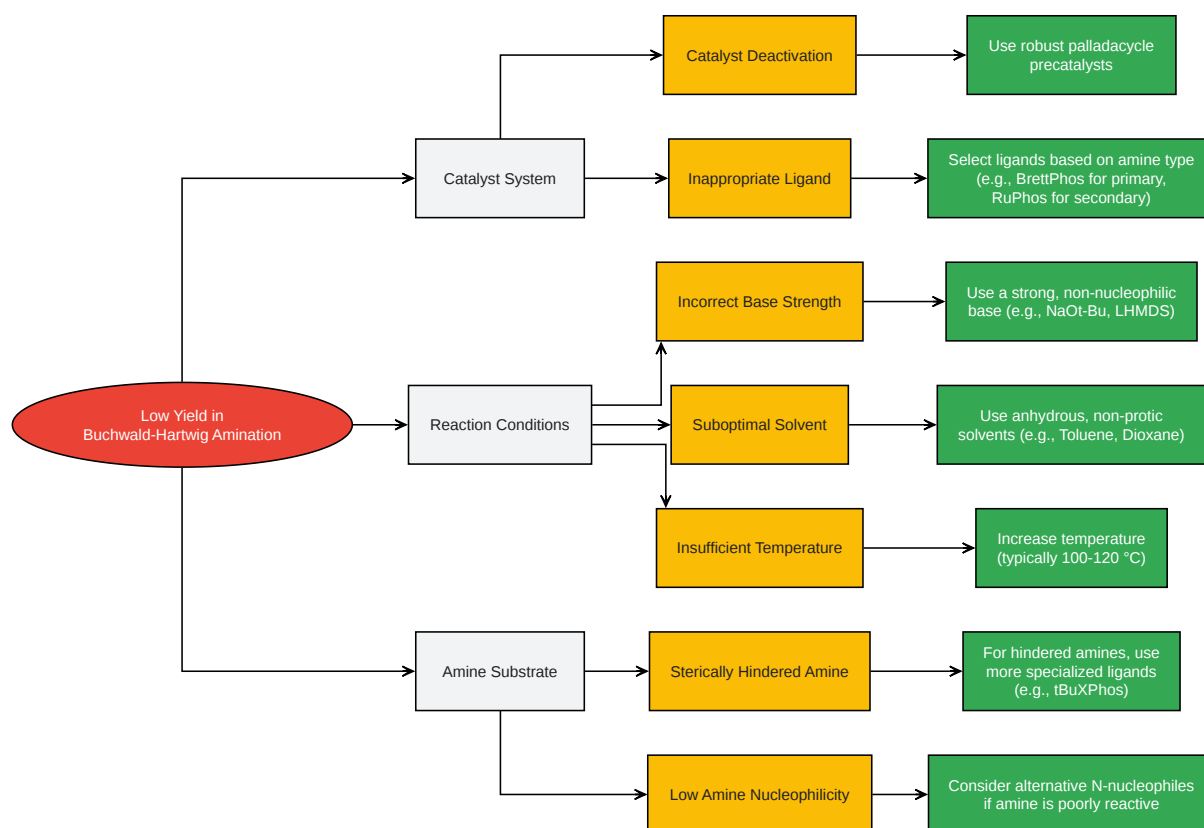 Catalyst Deactivation
Use robust palladacycle
precatalysts
Catalyst System
Inappropriate Ligand
Select ligands based on amine type
(e.g., BrettPhos for primary,
RuPhos for secondary)
Incorrect Base Strength
Use a strong, non-nucleophilic
base (e.g., NaOt-Bu, LHMDS)
Low Yield in
Buchwald-Hartwig Amination
Reaction Conditions
Suboptimal Solvent
Use anhydrous, non-protic
solvents (e.g., Toluene, Dioxane)
Insufficient Temperature
Increase temperature
(typically 100-120 °C)
Amine Substrate
Sterically Hindered Amine
For hindered amines, use
more specialized ligands
(e.g., tBuXPhos)
Low Amine Nucleophilicity
Consider alternative N-nucleophiles
if amine is poorly reactive